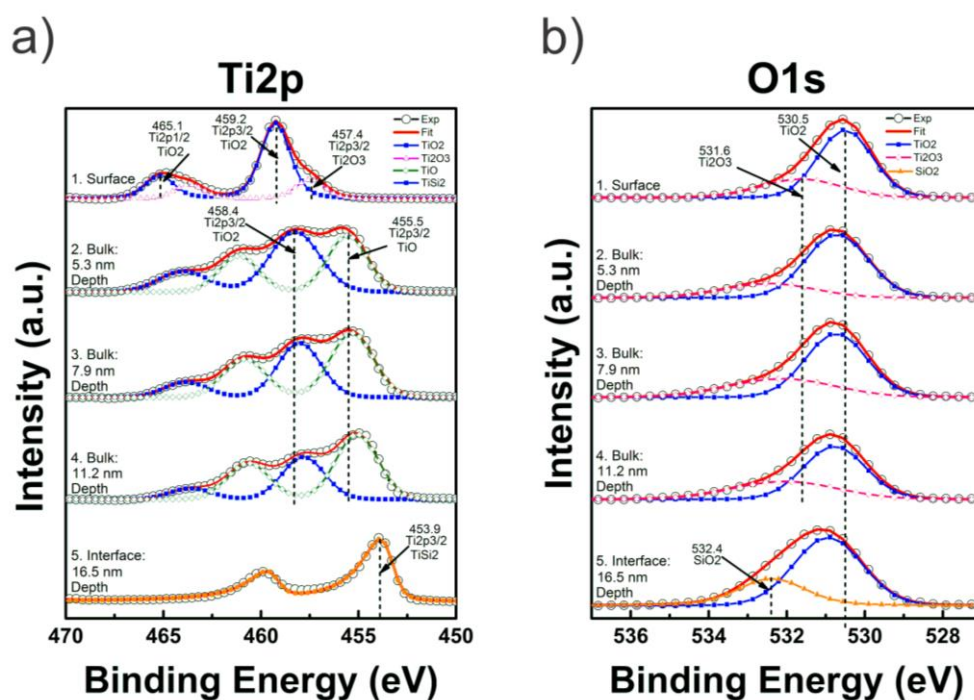 a)
Ti2p
465.1
Ti2p1/2
TiO2
459.2
Ti2p3/2
TiO2
457.4
Ti2p3/2
Ti2O3
Exp
Fit
TiO2
Ti2O3
TiO
TiSi2
1. Surface
458.4
Ti2p3/2
TiO2
455.5
Ti2p3/2
TiO
2. Bulk:
5.3 nm
Depth
3. Bulk:
7.9 nm
Depth
4. Bulk:
11.2 nm
Depth
5. Interface:
16.5 nm
Depth
453.9
Ti2p3/2
TiSi2
Intensity (a.u.)
470 465 460 455 450
Binding Energy (eV)
b)
O1s
530.5
TiO2
531.6
Ti2O3
Exp
Fit
TiO2
Ti2O3
SiO2
1. Surface
2. Bulk:
5.3 nm
Depth
3. Bulk:
7.9 nm
Depth
4. Bulk:
11.2 nm
Depth
5. Interface:
16.5 nm
Depth
532.4
SiO2
Intensity (a.u.)
536 534 532 530 528
Binding Energy (eV)